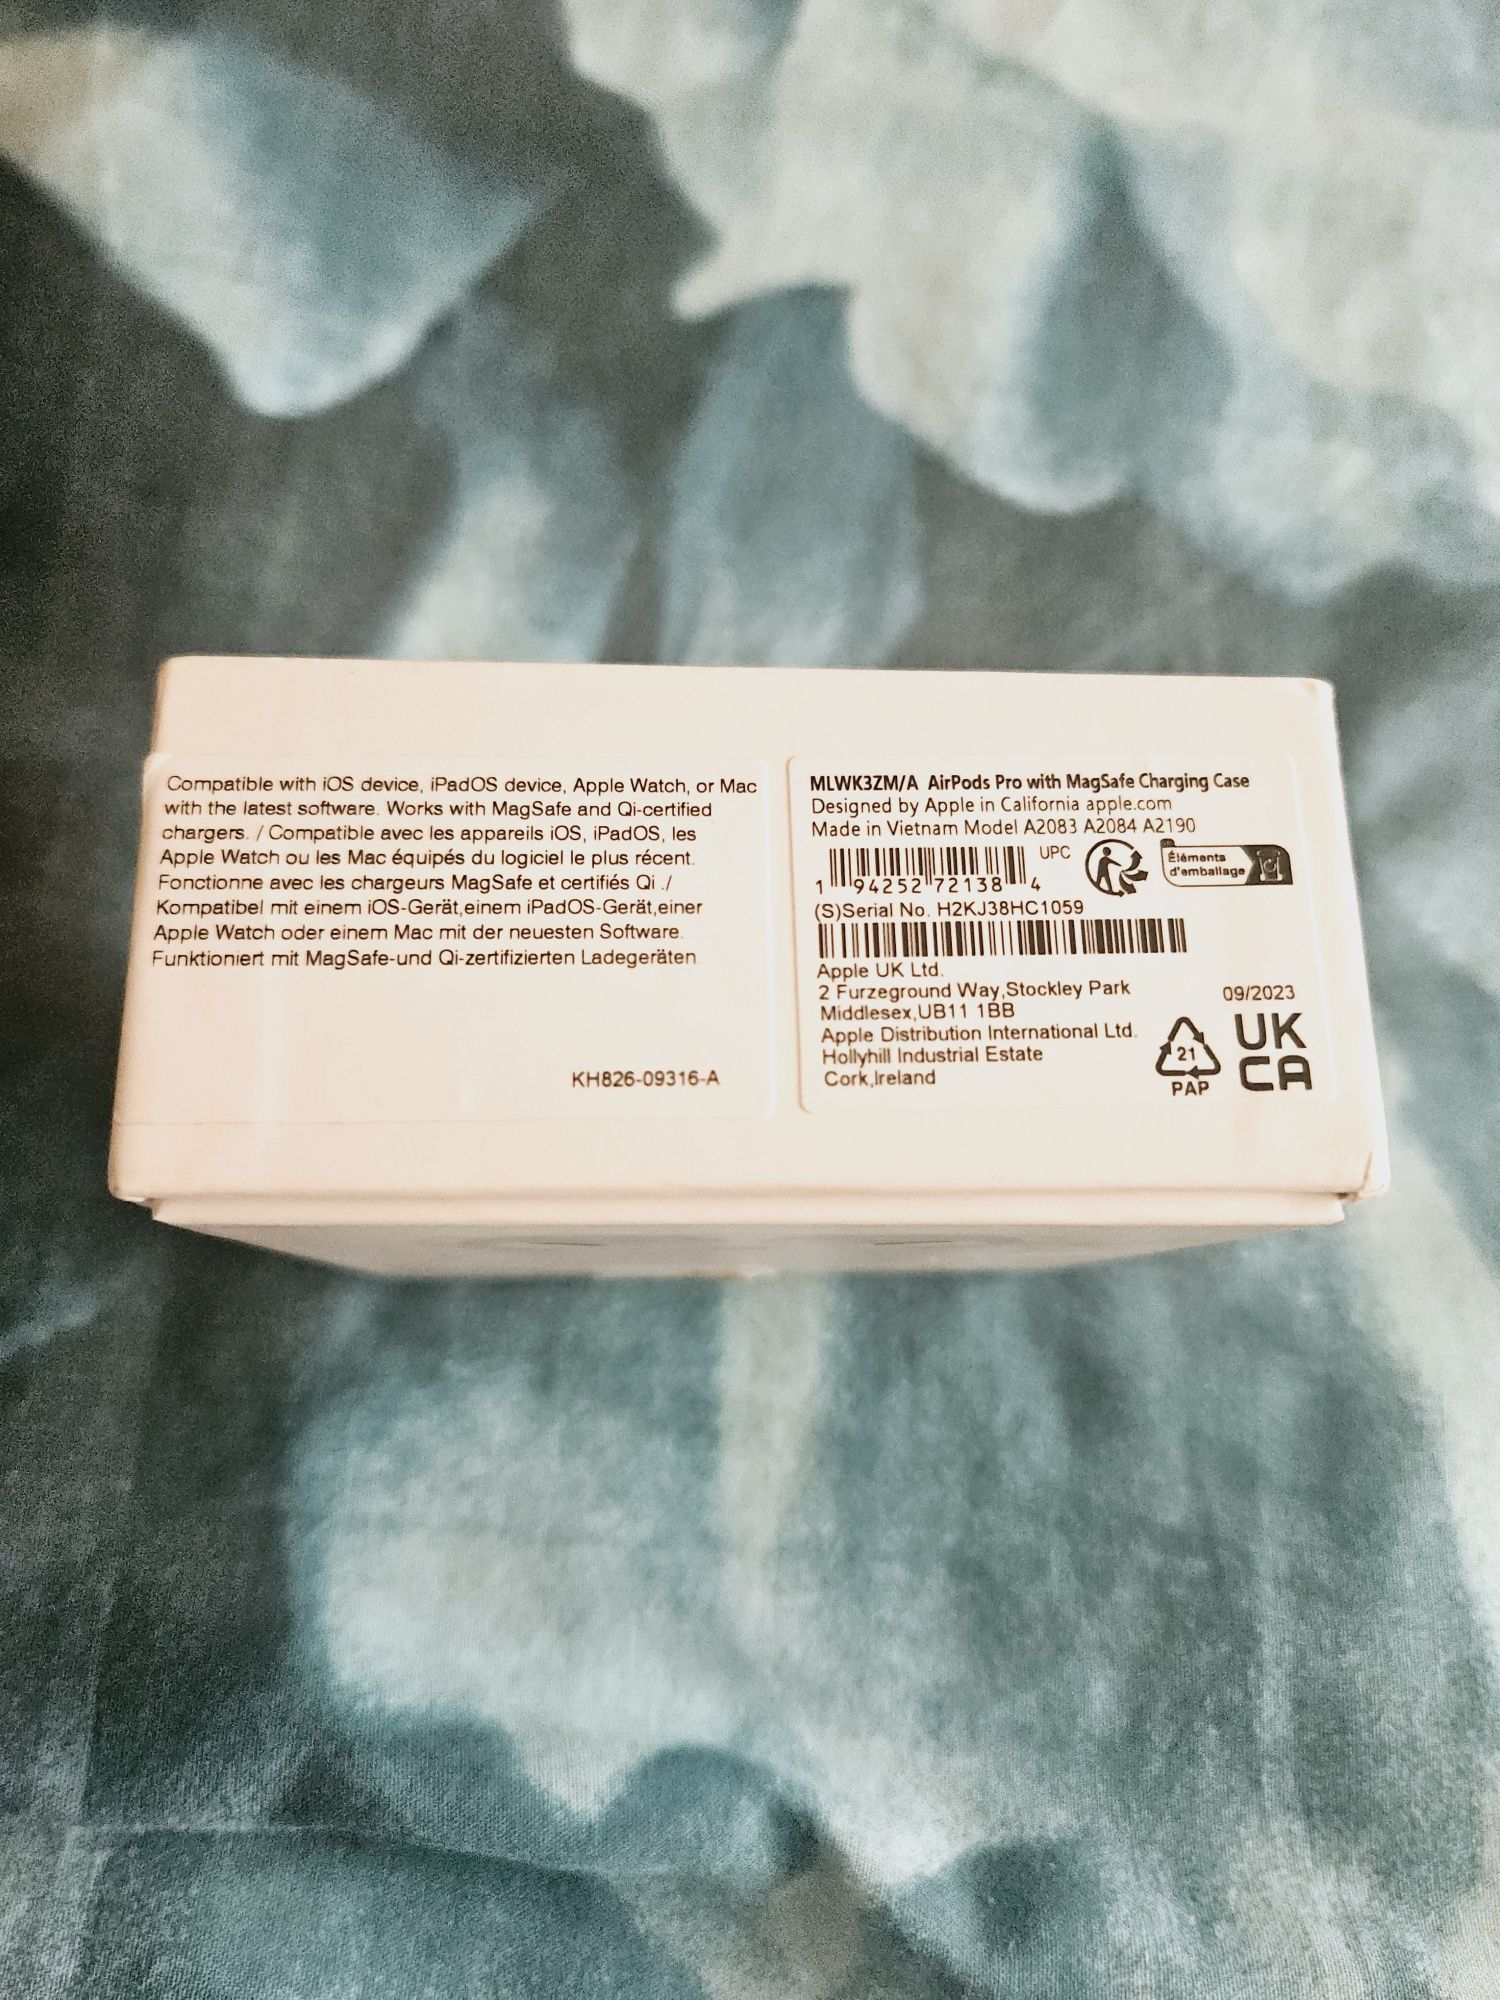 Compatible with iOS device, iPadOS device, Apple Watch, or Mac
with the latest software. Works with MagSafe and Qi-certified
chargers. / Compatible avec les appareils iOS, iPadOS, les
Apple Watch ou les Mac équipés du logiciel le plus récent.
Fonctionne avec les chargeurs MagSafe et certifiés Qi ./
Kompatibel mit einem iOS-Gerät,einem iPadOS-Gerät,einer
Apple Watch oder einem Mac mit der neuesten Software.
Funktioniert mit MagSafe-und Qi-zertifizierten Ladegeräten.
KH826-09316-A
MLWK3ZM/A AirPods Pro with MagSafe Charging Case
Designed by Apple in California apple.com
Made in Vietnam Model A2083 A2084 A2190
UPC
1 94252 72138 4
Éléments
d'emballage
(S)Serial No. H2KJ38HC1059
Apple UK Ltd.
2 Furzeground Way,Stockley Park
Middlesex,UB11 1BB
Apple Distribution International Ltd.
Hollyhill Industrial Estate
Cork,Ireland
09/2023
21
PAP
UK
CA